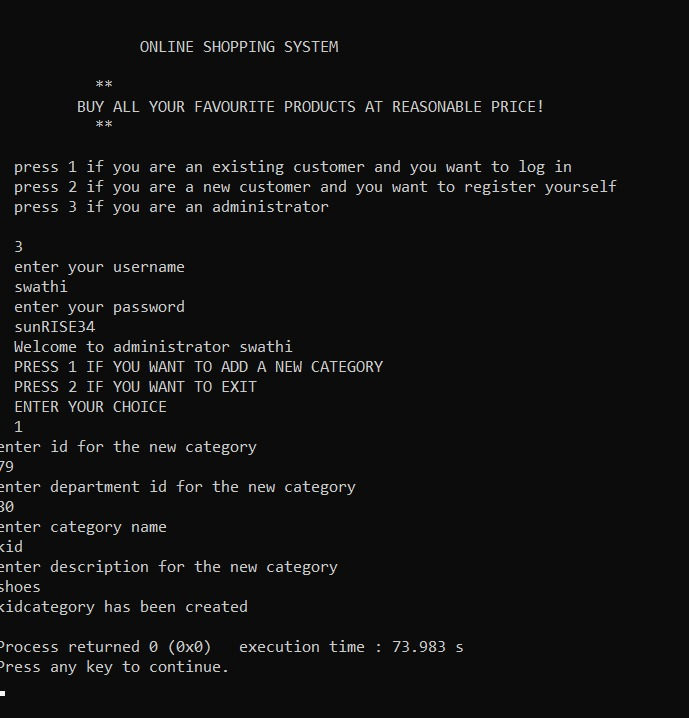 ONLINE SHOPPING SYSTEM
**
BUY ALL YOUR FAVOURITE PRODUCTS AT REASONABLE PRICE!
**
press 1 if you are an existing customer and you want to log in
press 2 if you are a new customer and you want to register yourself
press 3 if you are an administrator
3
enter your username
swathi
enter your password
sunRISE34
Welcome to administrator swathi
PRESS 1 IF YOU WANT TO ADD A NEW CATEGORY
PRESS 2 IF YOU WANT TO EXIT
ENTER YOUR CHOICE
1
enter id for the new category
79
enter department id for the new category
80
enter category name
kid
enter description for the new category
shoes
kidcategory has been created
Process returned 0 (0x0)   execution time : 73.983 s
Press any key to continue.